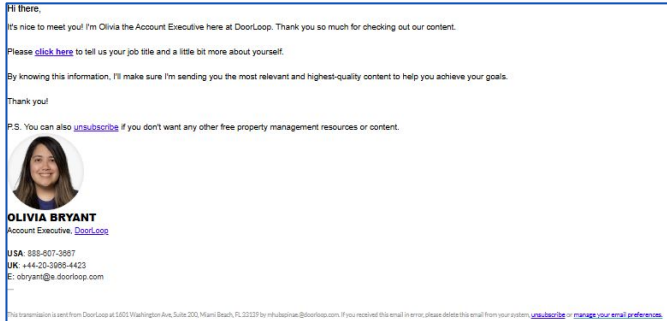 Hi there,
It's nice to meet you! I'm Olivia the Account Executive here at DoorLoop. Thank you so much for checking out our content.
Please click here to tell us your job title and a little bit more about yourself.
By knowing this information, I'll make sure I'm sending you the most relevant and highest-quality content to help you achieve your goals.
Thank you!
P.S. You can also unsubscribe if you don't want any other free property management resources or content.
OLIVIA BRYANT
Account Executive, DoorLoop
USA: 888-607-3667
UK: +44-20-3966-4423
E: obryant@e.doorloop.com
This transmission is sent from DoorLoop at 1601 Washington Ave, Suite 200, Miami Beach, FL 33139 by mhubspinae@doorloop.com. If you received this email in error, please delete this email from your system, unsubscribe or manage your email preferences.